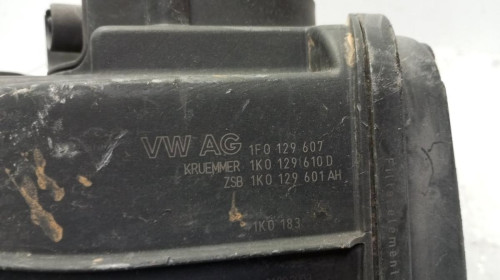 VW AG 1F0 129 607
KRUEMMER 1K0 129 610 D
ZSB 1K0 129 601 AH
1K0 183